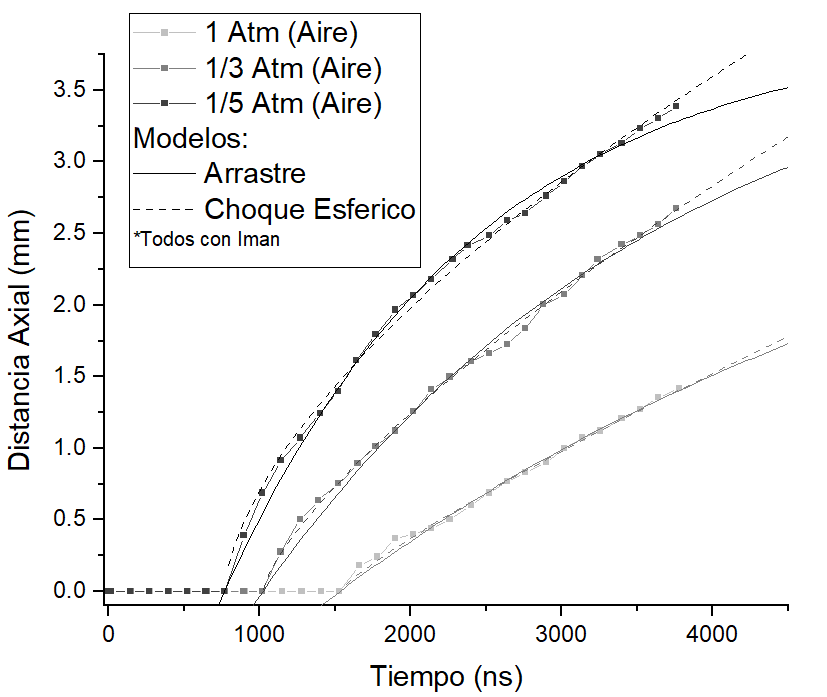 1 Atm (Aire)
1/3 Atm (Aire)
1/5 Atm (Aire)
Modelos:
Arrastre
Choque Esferico
*Todos con Iman
Distancia Axial (mm)
3.5
3.0
2.5
2.0
1.5
1.0
0.5
0.0
0 1000 2000 3000 4000
Tiempo (ns)